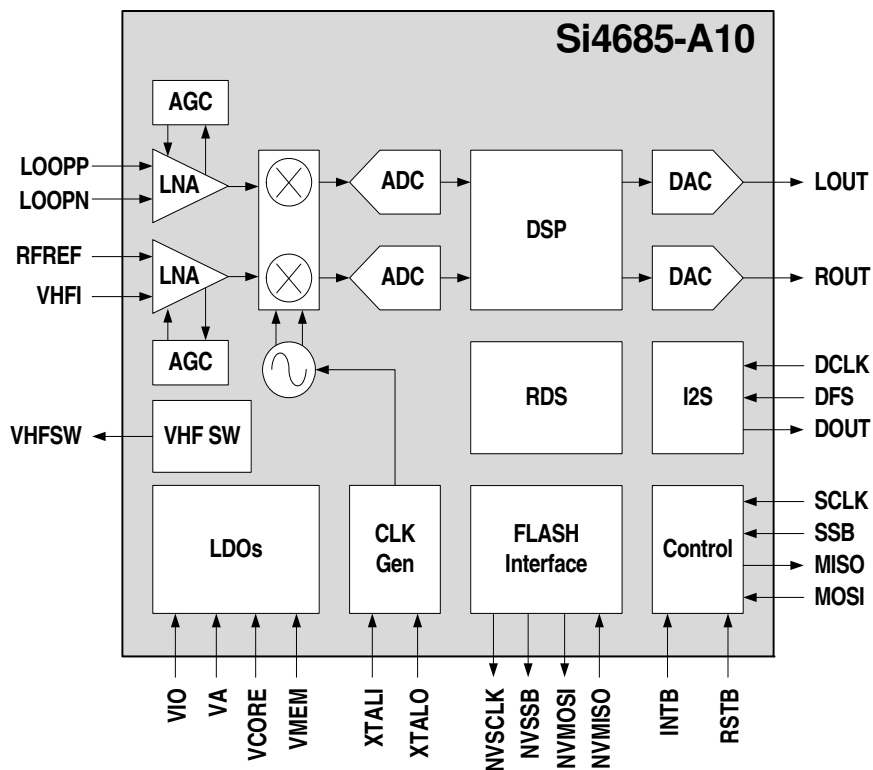 Si4685-A10
AGC
LOOPP
LOOPN
LNA
ADC
DSP
DAC
LOUT
RFREF
VHFI
LNA
ADC
DAC
ROUT
AGC
RDS
I2S
DCLK
DFS
DOUT
VHFSW
VHF SW
LDOs
CLK
Gen
FLASH
Interface
Control
SCLK
SSB
MISO
MOSI
VIO
VA
VCORE
VMEM
XTALI
XTALO
NVSCLK
NVSSB
NVMOSI
NVMISO
INTB
RSTB